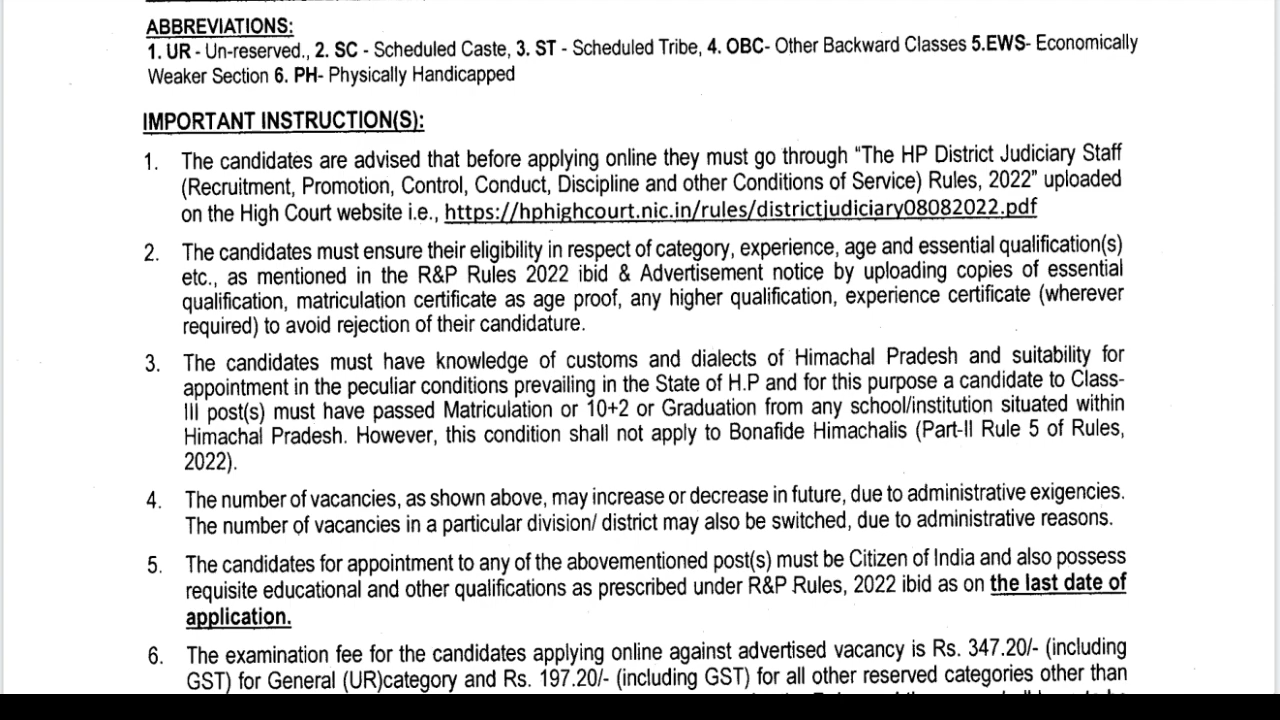 ABBREVIATIONS:
1. UR - Un-reserved., 2. SC - Scheduled Caste, 3. ST - Scheduled Tribe, 4. OBC- Other Backward Classes 5.EWS- Economically
Weaker Section 6. PH- Physically Handicapped
IMPORTANT INSTRUCTION(S):
1. The candidates are advised that before applying online they must go through "The HP District Judiciary Staff
(Recruitment, Promotion, Control, Conduct, Discipline and other Conditions of Service) Rules, 2022" uploaded
on the High Court website i.e., https://hphighcourt.nic.in/rules/districtjudiciary08082022.pdf
2. The candidates must ensure their eligibility in respect of category, experience, age and essential qualification(s)
etc., as mentioned in the R&P Rules 2022 ibid & Advertisement notice by uploading copies of essential
qualification, matriculation certificate as age proof, any higher qualification, experience certificate (wherever
required) to avoid rejection of their candidature.
3. The candidates must have knowledge of customs and dialects of Himachal Pradesh and suitability for
appointment in the peculiar conditions prevailing in the State of H.P and for this purpose a candidate to Class-
III post(s) must have passed Matriculation or 10+2 or Graduation from any school/institution situated within
Himachal Pradesh. However, this condition shall not apply to Bonafide Himachalis (Part-II Rule 5 of Rules,
2022).
4. The number of vacancies, as shown above, may increase or decrease in future, due to administrative exigencies.
The number of vacancies in a particular division/ district may also be switched, due to administrative reasons.
5. The candidates for appointment to any of the abovementioned post(s) must be Citizen of India and also possess
requisite educational and other qualifications as prescribed under R&P Rules, 2022 ibid as on the last date of
application.
6. The examination fee for the candidates applying online against advertised vacancy is Rs. 347.20/- (including
GST) for General (UR)category and Rs. 197.20/- (including GST) for all other reserved categories other than